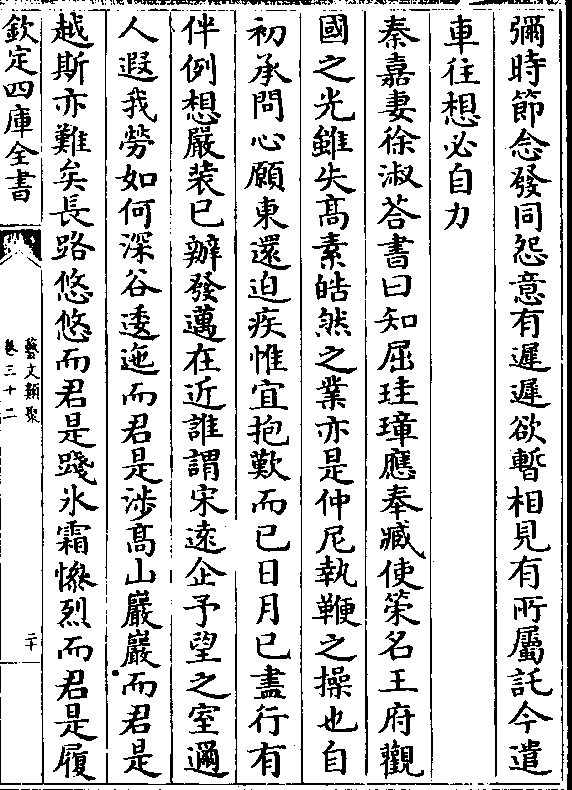 彌時節念發同怨意有遲遲欲暫相見有所屬託今遣
車往想必自力
秦嘉妻徐淑荅書曰知屈珪璋應奉臧使策名王府觀
國之光雖失髙素皓然之業亦是仲尼執鞭之操也自
初承問心願東還迫疾惟宜抱歎而已日月已盡行有
伴例想嚴莊已辦發邁在近誰謂宋逺企予望之室邇
人遐我勞如何深谷逶迤而君是涉髙山巖巖而君是
越斯亦難矣長路悠悠而君是踐氷霜慘烈而君是履
欽定四庫全書
藝文類聚
卷三十二
二十